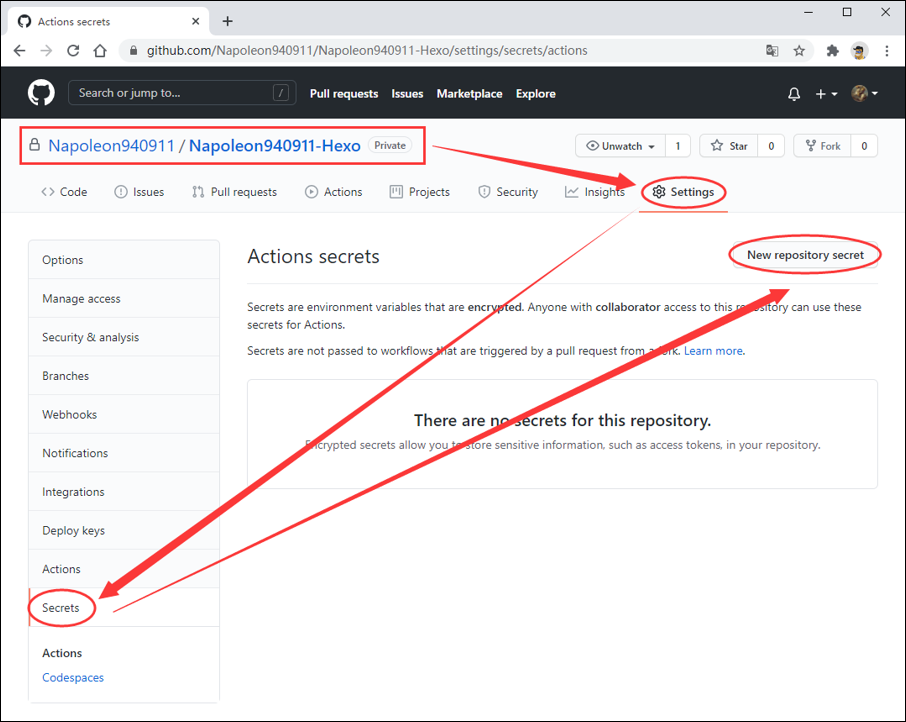 Actions secrets
github.com/Napoleon940911/Napoleon940911-Hexo/settings/secrets/actions
Search or jump to... /
Pull requests Issues Marketplace Explore
Napoleon940911 / Napoleon940911-Hexo Private
Unwatch 1 Star 0 Fork 0
Code Issues Pull requests Actions Projects Security Insights Settings
Options
Manage access
Security & analysis
Branches
Webhooks
Notifications
Integrations
Deploy keys
Actions
Secrets
Actions
Codespaces
Actions secrets
New repository secret
Secrets are environment variables that are encrypted. Anyone with collaborator access to this repository can use these
secrets for Actions.
Secrets are not passed to workflows that are triggered by a pull request from a fork. Learn more.
There are no secrets for this repository.
Encrypted secrets allow you to store sensitive information, such as access tokens, in your repository.